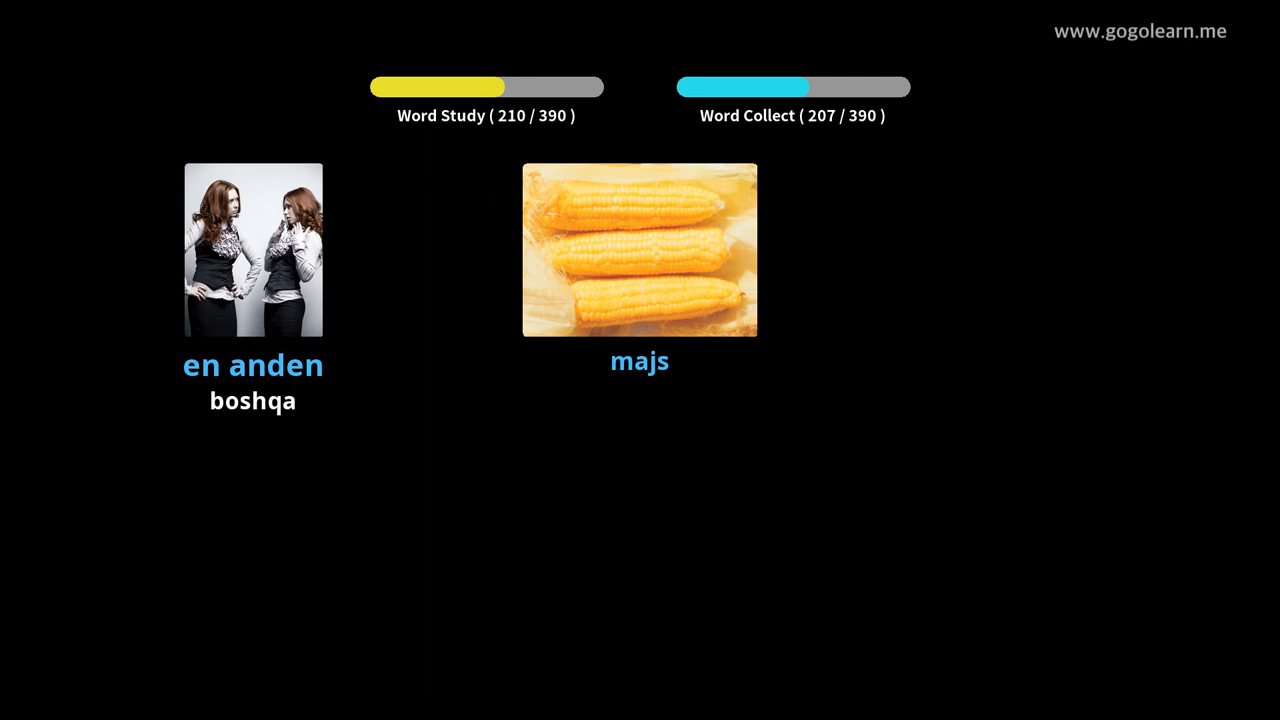 www.gogolearn.me
Word Study ( 210 / 390 )
Word Collect ( 207 / 390 )
en anden
boshqa
majs